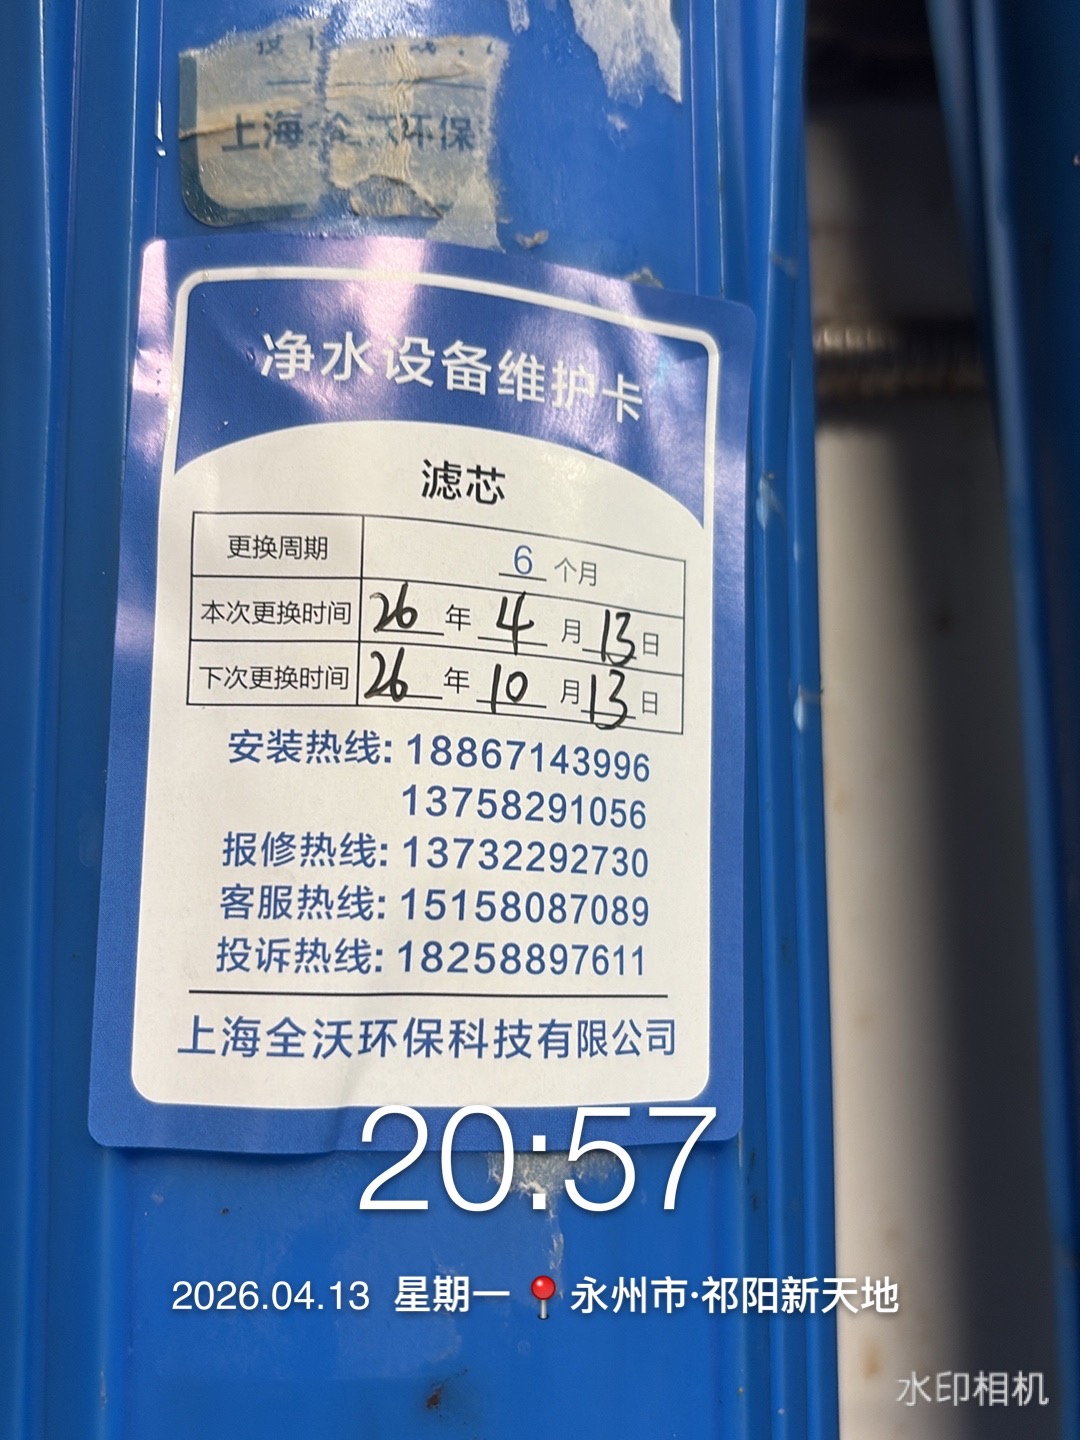 上海全沃环保
净水设备维护卡
滤芯
更换周期 6 个月
本次更换时间 26 年 4 月 13 日
下次更换时间 26 年 10 月 13 日
安装热线: 18867143996
13758291056
报修热线: 13732292730
客服热线: 15158087089
投诉热线: 18258897611
上海全沃环保科技有限公司
20:57
2026.04.13 星期一 永州市·祁阳新天地
水印相机